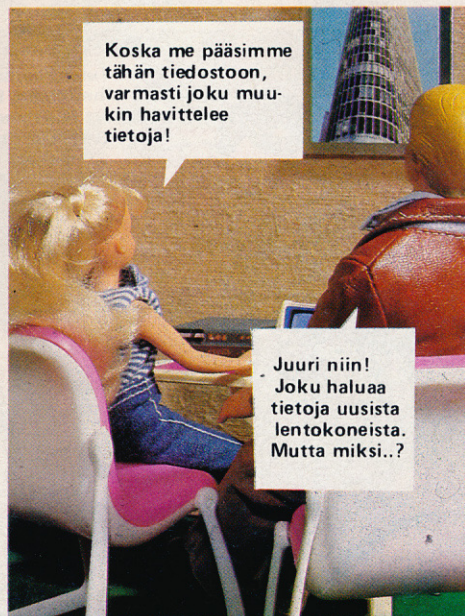 Koska me pääsimme
tähän tiedostoon,
varmasti joku muu-
kin havittelee
tietoja!
Juuri niin!
Joku haluaa
tietoja uusista
lentokoneista.
Mutta miksi..?